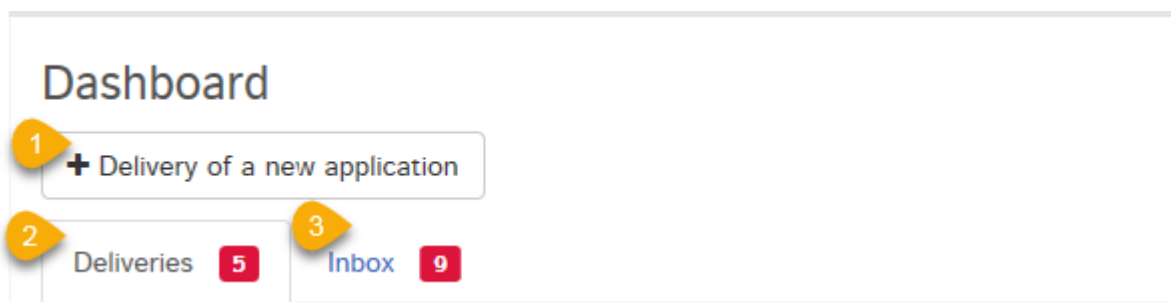 Dashboard
1
+ Delivery of a new application
2 3
Deliveries 5 Inbox 9